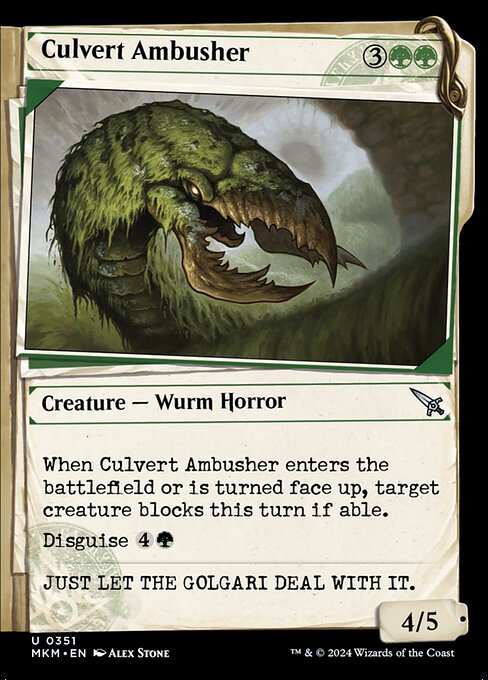 Culvert Ambusher 3
Creature — Wurm Horror
When Culvert Ambusher enters the
battlefield or is turned face up, target
creature blocks this turn if able.
Disguise 4
JUST LET THE GOLGARI DEAL WITH IT.
4/5
U 0351
MKM • EN ALEX STONE
™ & © 2024 Wizards of the Coast